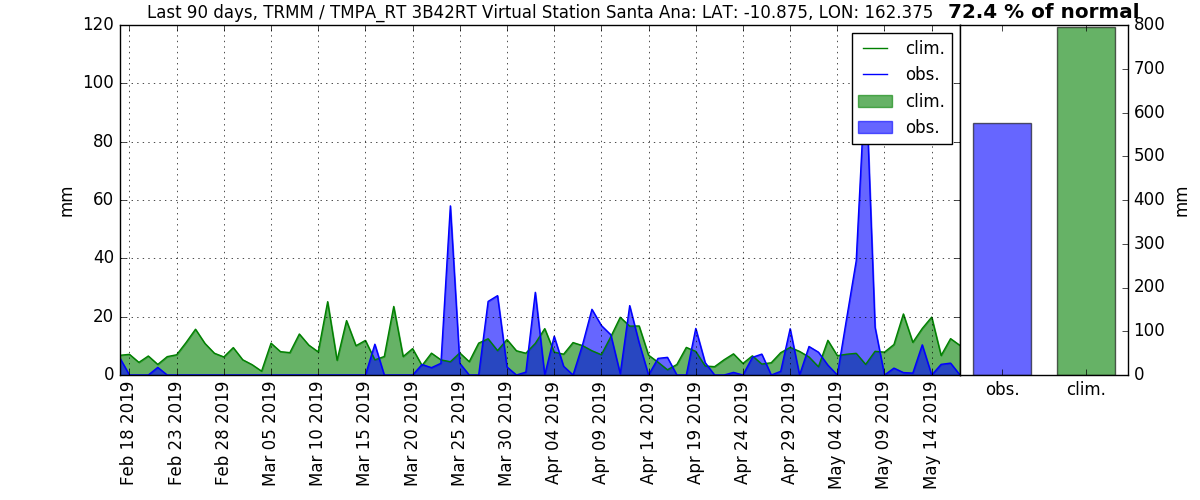 Last 90 days, TRMM / TMPA_RT 3B42RT Virtual Station Santa Ana: LAT: -10.875, LON: 162.375 72.4 % of normal
120
100
80
60
40
20
0
mm
clim.
obs.
clim.
obs.
800
700
600
500
400
300
200
100
0
mm
Feb 18 2019
Feb 23 2019
Feb 28 2019
Mar 05 2019
Mar 10 2019
Mar 15 2019
Mar 20 2019
Mar 25 2019
Mar 30 2019
Apr 04 2019
Apr 09 2019
Apr 14 2019
Apr 19 2019
Apr 24 2019
Apr 29 2019
May 04 2019
May 09 2019
May 14 2019
obs.
clim.